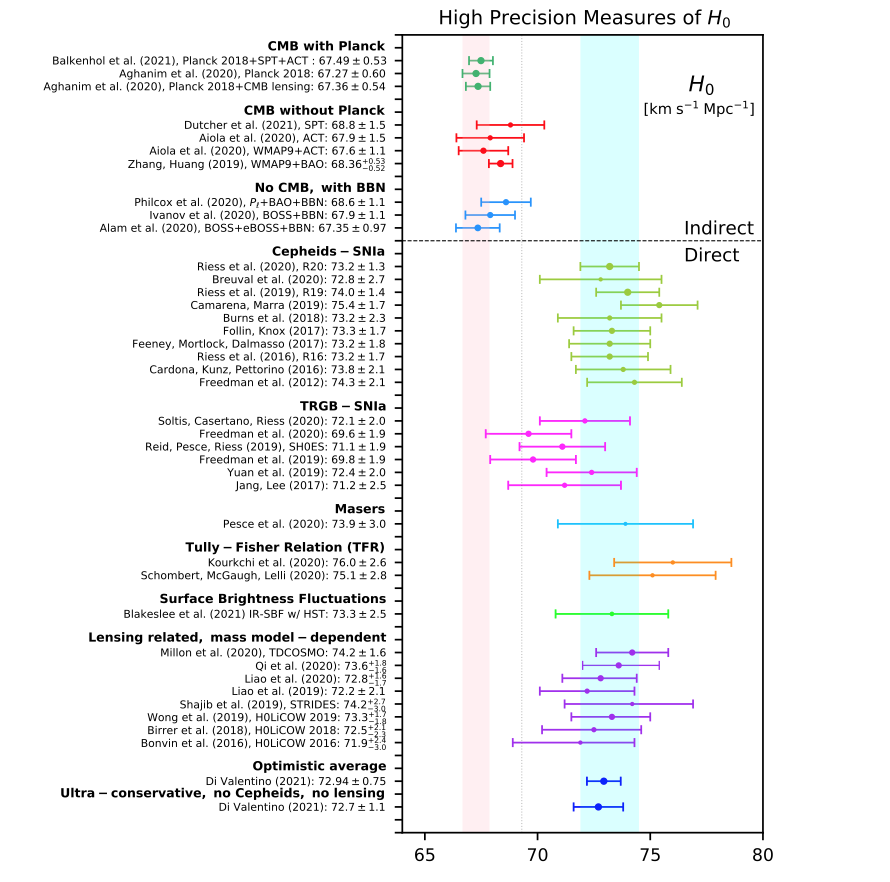 High Precision Measures of H₀
CMB with Planck
Balkenhol et al. (2021), Planck 2018+SPT+ACT : 67.49 ± 0.53
Aghanim et al. (2020), Planck 2018: 67.27 ± 0.60
Aghanim et al. (2020), Planck 2018+CMB lensing: 67.36 ± 0.54
H₀
[km s⁻¹ Mpc⁻¹]
CMB without Planck
Dutcher et al. (2021), SPT: 68.8 ± 1.5
Aiola et al. (2020), ACT: 67.9 ± 1.5
Aiola et al. (2020), WMAP9+ACT: 67.6 ± 1.1
Zhang, Huang (2019), WMAP9+BAO: 68.36 +0.53 −0.52
No CMB, with BBN
Philcox et al. (2020), Pℓ+BAO+BBN: 68.6 ± 1.1
Ivanov et al. (2020), BOSS+BBN: 67.9 ± 1.1
Alam et al. (2020), BOSS+eBOSS+BBN: 67.35 ± 0.97
Indirect
Direct
Cepheids − SNIa
Riess et al. (2020), R20: 73.2 ± 1.3
Breuval et al. (2020): 72.8 ± 2.7
Riess et al. (2019), R19: 74.0 ± 1.4
Camarena, Marra (2019): 75.4 ± 1.7
Burns et al. (2018): 73.2 ± 2.3
Follin, Knox (2017): 73.3 ± 1.7
Feeney, Mortlock, Dalmasso (2017): 73.2 ± 1.8
Riess et al. (2016), R16: 73.2 ± 1.7
Cardona, Kunz, Pettorino (2016): 73.8 ± 2.1
Freedman et al. (2012): 74.3 ± 2.1
TRGB − SNIa
Soltis, Casertano, Riess (2020): 72.1 ± 2.0
Freedman et al. (2020): 69.6 ± 1.9
Reid, Pesce, Riess (2019), SH0ES: 71.1 ± 1.9
Freedman et al. (2019): 69.8 ± 1.9
Yuan et al. (2019): 72.4 ± 2.0
Jang, Lee (2017): 71.2 ± 2.5
Masers
Pesce et al. (2020): 73.9 ± 3.0
Tully − Fisher Relation (TFR)
Kourkchi et al. (2020): 76.0 ± 2.6
Schombert, McGaugh, Lelli (2020): 75.1 ± 2.8
Surface Brightness Fluctuations
Blakeslee et al. (2021) IR-SBF w/ HST: 73.3 ± 2.5
Lensing related, mass model − dependent
Millon et al. (2020), TDCOSMO: 74.2 ± 1.6
Qi et al. (2020): 73.6 +1.8 −1.6
Liao et al. (2020): 72.8 +1.6 −1.7
Liao et al. (2019): 72.2 ± 2.1
Shajib et al. (2019), STRIDES: 74.2 +2.7 −3.0
Wong et al. (2019), H0LiCOW 2019: 73.3 +1.7 −1.8
Birrer et al. (2018), H0LiCOW 2018: 72.5 +2.1 −2.3
Bonvin et al. (2016), H0LiCOW 2016: 71.9 +2.4 −3.0
Optimistic average
Di Valentino (2021): 72.94 ± 0.75
Ultra − conservative, no Cepheids, no lensing
Di Valentino (2021): 72.7 ± 1.1
65 70 75 80